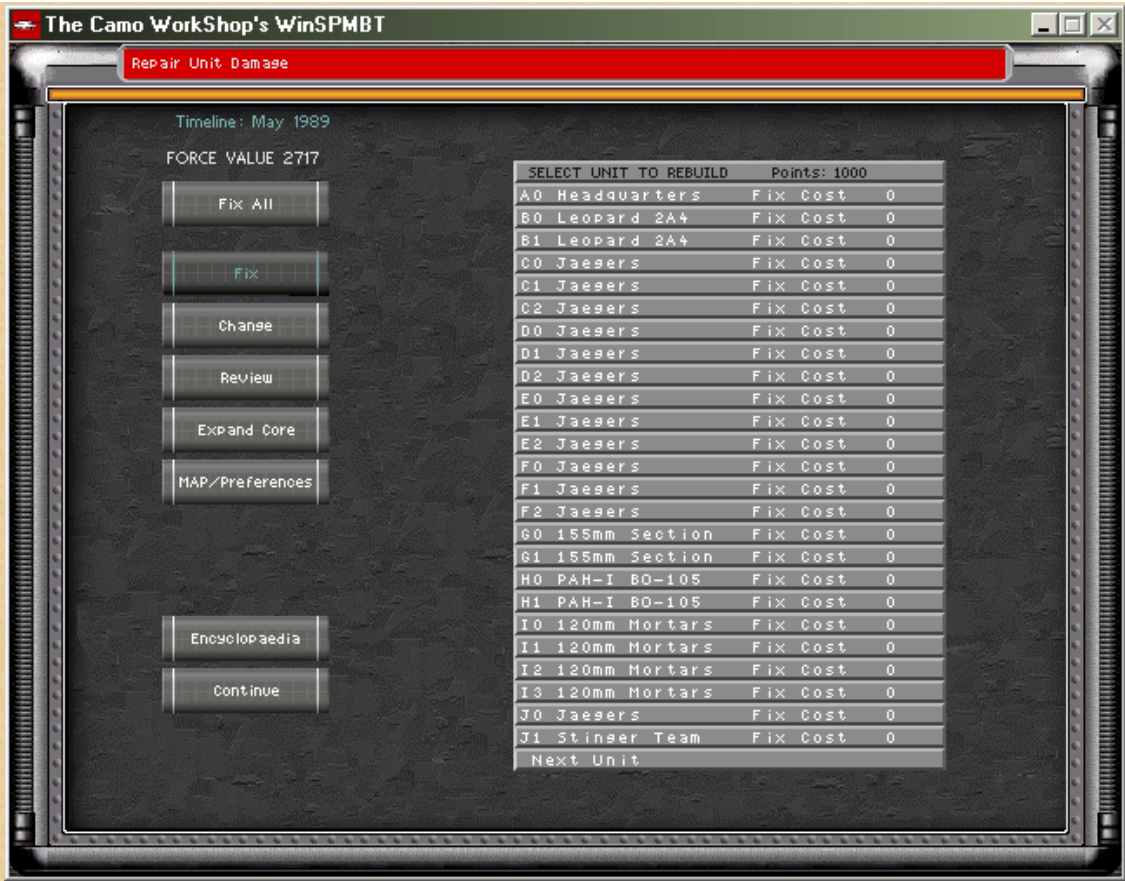 The Camo WorkShop's WinSPMBT
Repair Unit Damage
Timeline: May 1989
FORCE VALUE 2717
Fix All
Fix
Change
Review
Expand Core
MAP/Preferences
Encyclopaedia
Continue
SELECT UNIT TO REBUILD Points: 1000
A0 Headquarters Fix Cost 0
B0 Leopard 2A4 Fix Cost 0
B1 Leopard 2A4 Fix Cost 0
C0 Jaegers Fix Cost 0
C1 Jaegers Fix Cost 0
C2 Jaegers Fix Cost 0
D0 Jaegers Fix Cost 0
D1 Jaegers Fix Cost 0
D2 Jaegers Fix Cost 0
E0 Jaegers Fix Cost 0
E1 Jaegers Fix Cost 0
E2 Jaegers Fix Cost 0
F0 Jaegers Fix Cost 0
F1 Jaegers Fix Cost 0
F2 Jaegers Fix Cost 0
G0 155mm Section Fix Cost 0
G1 155mm Section Fix Cost 0
H0 PAH-I BO-105 Fix Cost 0
H1 PAH-I BO-105 Fix Cost 0
I0 120mm Mortars Fix Cost 0
I1 120mm Mortars Fix Cost 0
I2 120mm Mortars Fix Cost 0
I3 120mm Mortars Fix Cost 0
J0 Jaegers Fix Cost 0
J1 Stinger Team Fix Cost 0
Next Unit